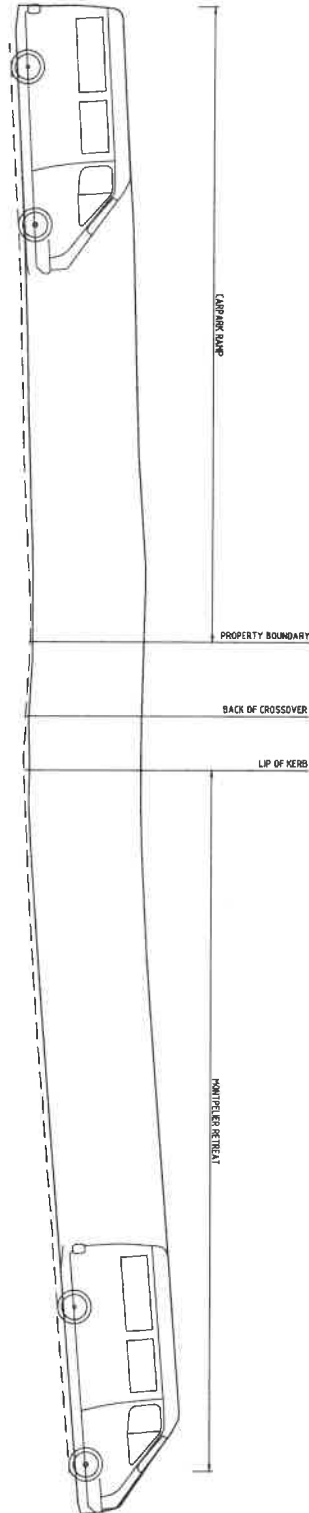 CARPARK RAMP
PROPERTY BOUNDARY
BACK OF CROSSOVER
LIP OF KERB
MONTPELIER RETREAT